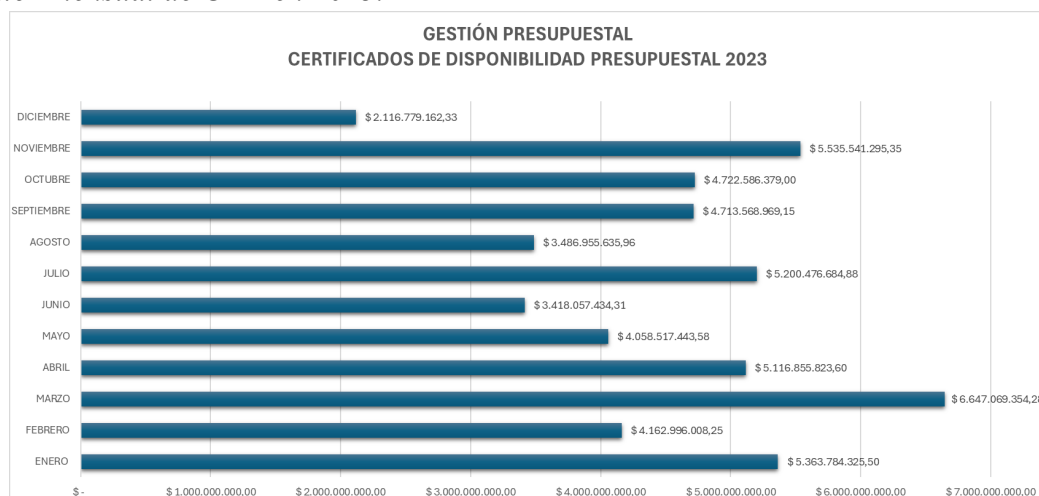 GESTIÓN PRESUPUESTAL
CERTIFICADOS DE DISPONIBILIDAD PRESUPUESTAL 2023
DICIEMBRE $ 2.116.779.162,33
NOVIEMBRE $ 5.535.541.295,35
OCTUBRE $ 4.722.586.379,00
SEPTIEMBRE $ 4.713.568.969,15
AGOSTO $ 3.486.955.635,96
JULIO $ 5.200.476.684,88
JUNIO $ 3.418.057.434,31
MAYO $ 4.058.517.443,58
ABRIL $ 5.116.855.823,60
MARZO $ 6.647.069.354,28
FEBRERO $ 4.162.996.008,25
ENERO $ 5.363.784.325,50
$ - $ 1.000.000.000,00 $ 2.000.000.000,00 $ 3.000.000.000,00 $ 4.000.000.000,00 $ 5.000.000.000,00 $ 6.000.000.000,00 $ 7.000.000.000,00